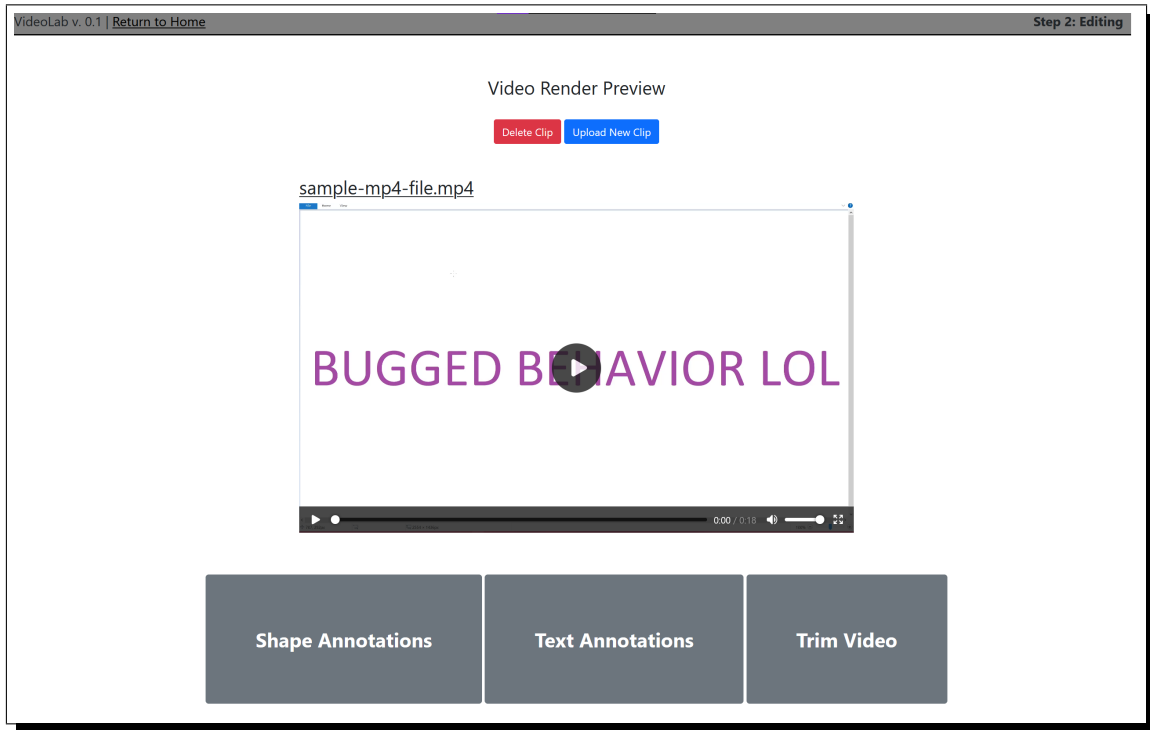 VideoLab v. 0.1 | Return to Home
Step 2: Editing
Video Render Preview
Delete Clip
Upload New Clip
sample-mp4-file.mp4
BUGGED BEHAVIOR LOL
0:00 / 0:18
Shape Annotations
Text Annotations
Trim Video